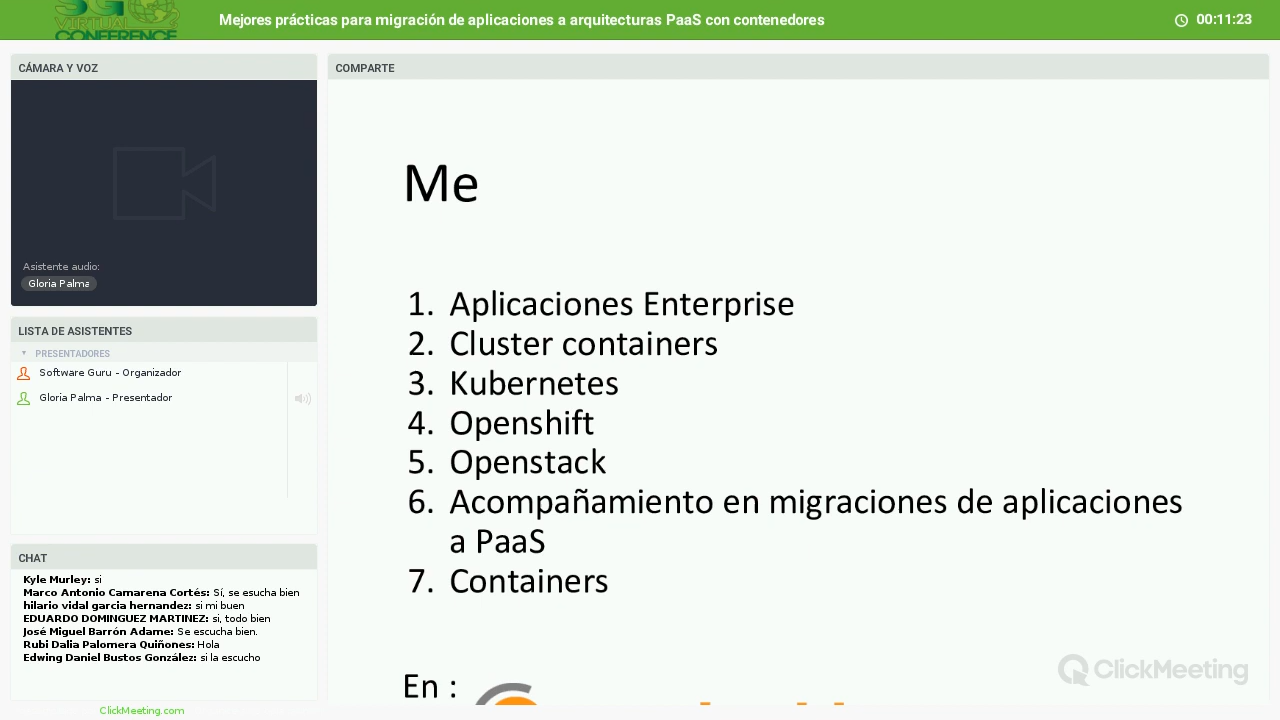 SG
VIRTUAL
CONFERENCE
Mejores prácticas para migración de aplicaciones a arquitecturas PaaS con contenedores
00:11:23
CÁMARA Y VOZ
Asistente audio:
Gloria Palma
LISTA DE ASISTENTES
PRESENTADORES
Software Guru - Organizador
Gloria Palma - Presentador
CHAT
Kyle Murley: si
Marco Antonio Camarena Cortés: Sí, se esucha bien
hilario vidal garcia hernandez: si mi buen
EDUARDO DOMINGUEZ MARTINEZ: si, todo bien
José Miguel Barrón Adame: Se escucha bien.
Rubi Dalia Palomera Quiñones: Hola
Edwing Daniel Bustos González: si la escucho
ClickMeeting.com
COMPARTE
Me
1. Aplicaciones Enterprise
2. Cluster containers
3. Kubernetes
4. Openshift
5. Openstack
6. Acompañamiento en migraciones de aplicaciones
a PaaS
7. Containers
En :
ClickMeeting